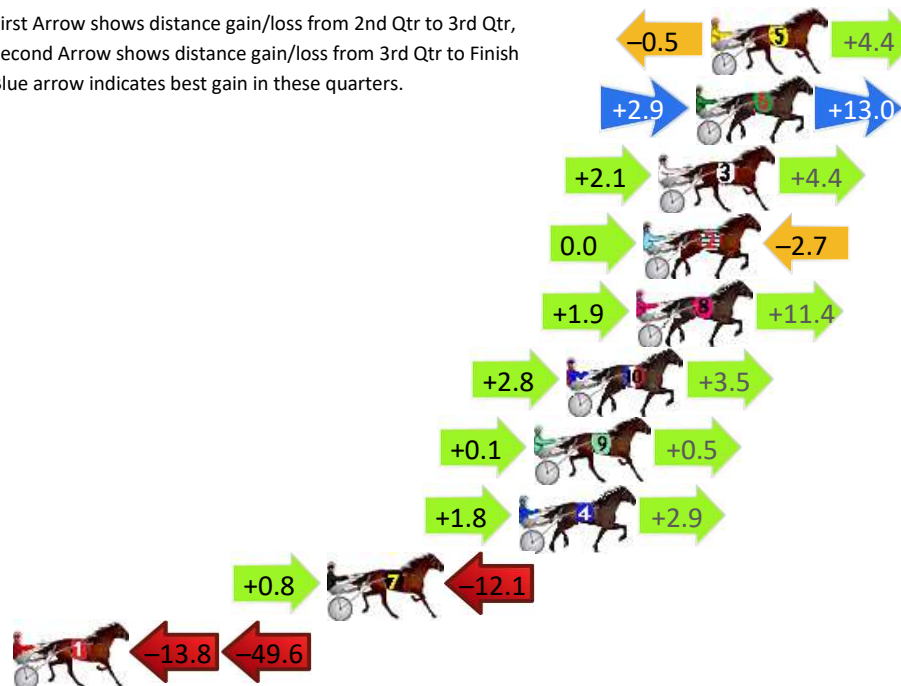 irst Arrow shows distance gain/loss from 2nd Qtr to 3rd Qtr,
econd Arrow shows distance gain/loss from 3rd Qtr to Finish
Blue arrow indicates best gain in these quarters.
–0.5 5 +4.4
+2.9 6 +13.0
+2.1 3 +4.4
0.0 2 –2.7
+1.9 8 +11.4
+2.8 10 +3.5
+0.1 9 +0.5
+1.8 4 +2.9
+0.8 7 –12.1
1 –13.8 –49.6